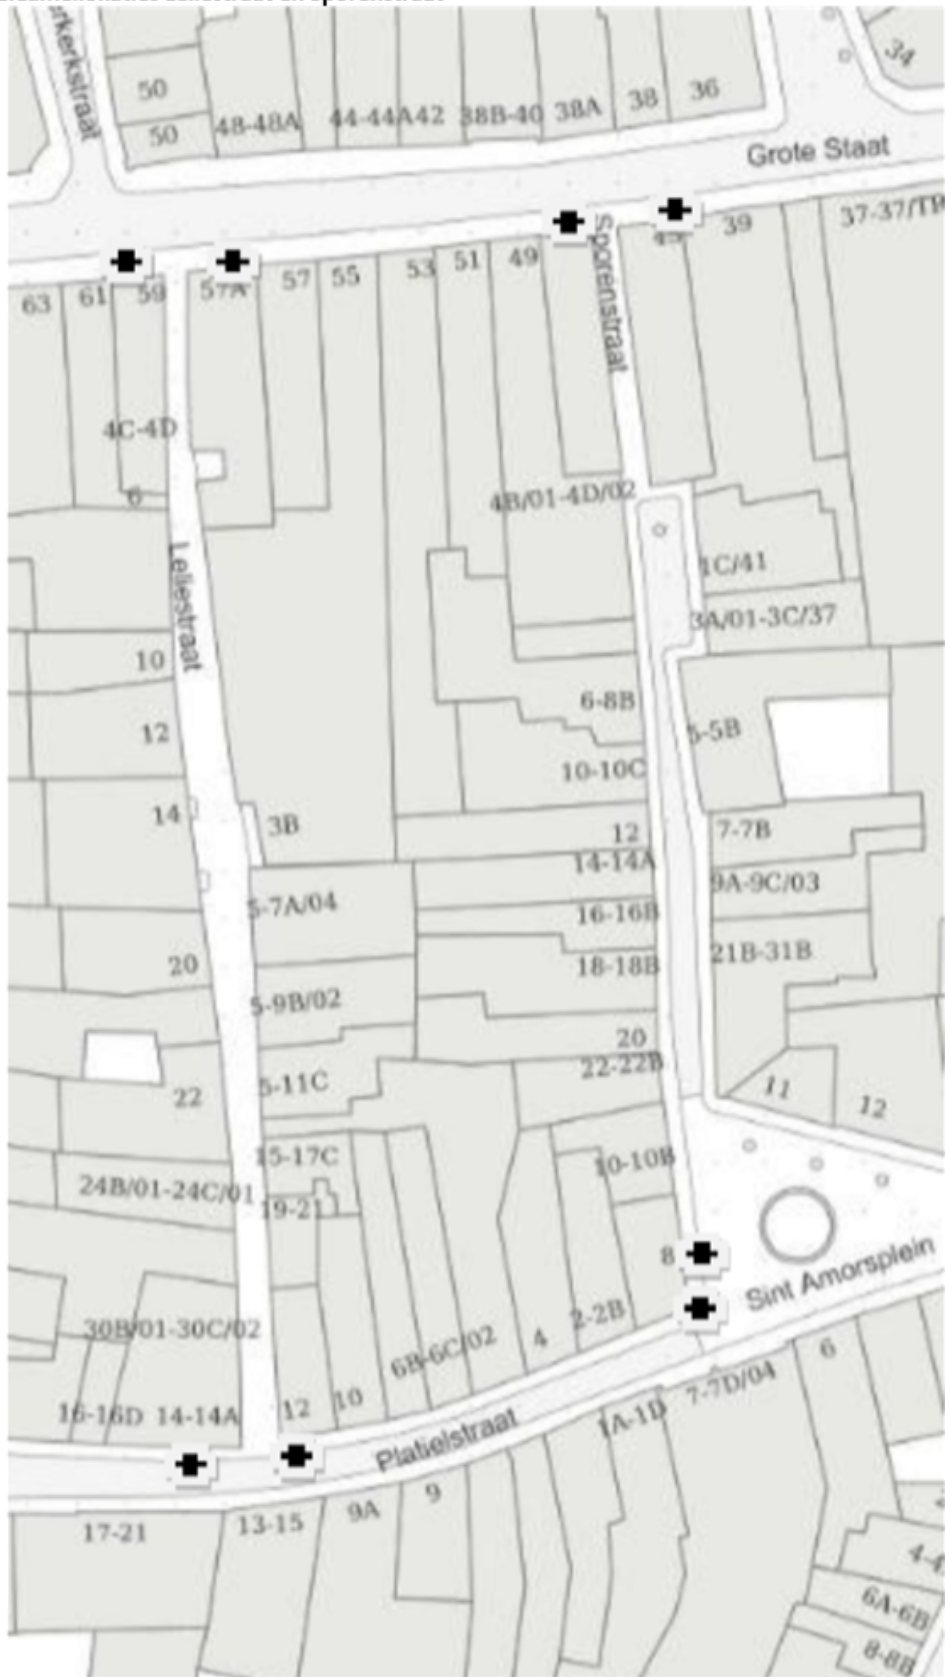 34
50
50
48-48A
44-44A
42
38B-40
38A
38
36
Grote Staat
37-37/
39
63
61
59
57A
57
55
53
51
49
Sporenstraat
4C-4D
6
4B/01-4D/02
Leliestraat
1C/41
3A/01-3C/37
10
6-8B
5-5B
12
10-10C
14
3B
12
7-7B
14-14A
9A-9C/03
5-7A/04
16-16B
20
18-18B
21B-31B
5-9B/02
20
22-22B
5-11C
22
11
12
15-17C
10-10B
24B/01-24C/01
19-21
8
Sint Amorsplein
30B/01-30C/02
6B-6C/02
4
2-2B
6
7-7D/04
16-16D
14-14A
12
10
1A-1D
Platielstraat
17-21
13-15
9A
9
6A-6B
8-8B